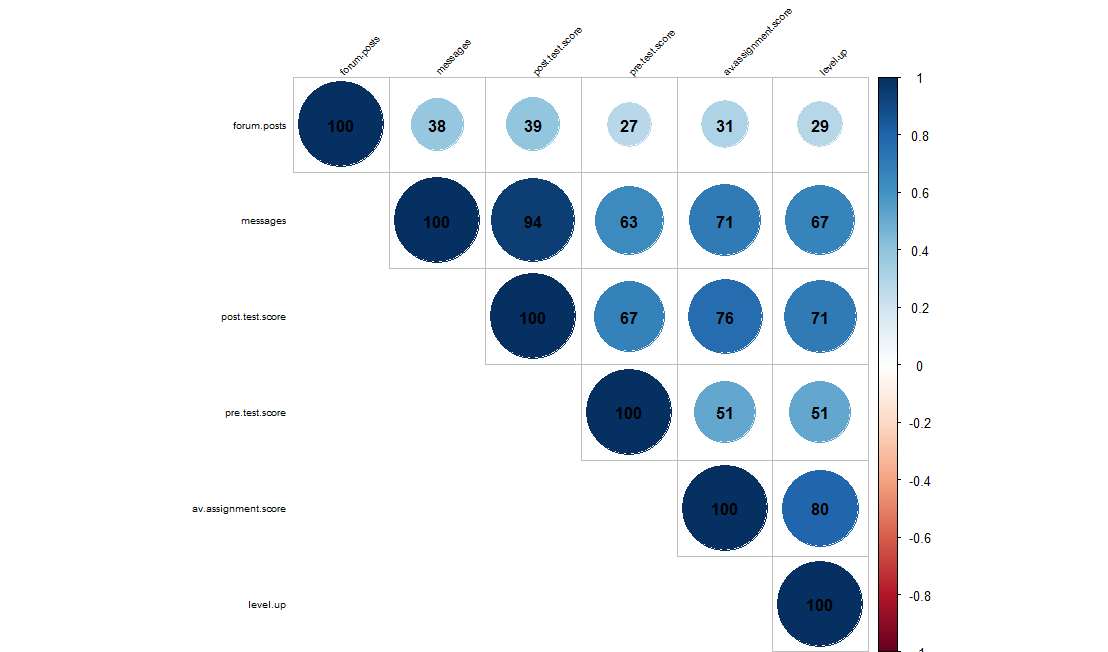 forum.posts
messages
post.test.score
pre.test.score
av.assignment.score
level.up
forum.posts 100 38 39 27 31 29
messages 100 94 63 71 67
post.test.score 100 67 76 71
pre.test.score 100 51 51
av.assignment.score 100 80
level.up 100
1
0.8
0.6
0.4
0.2
0
-0.2
-0.4
-0.6
-0.8